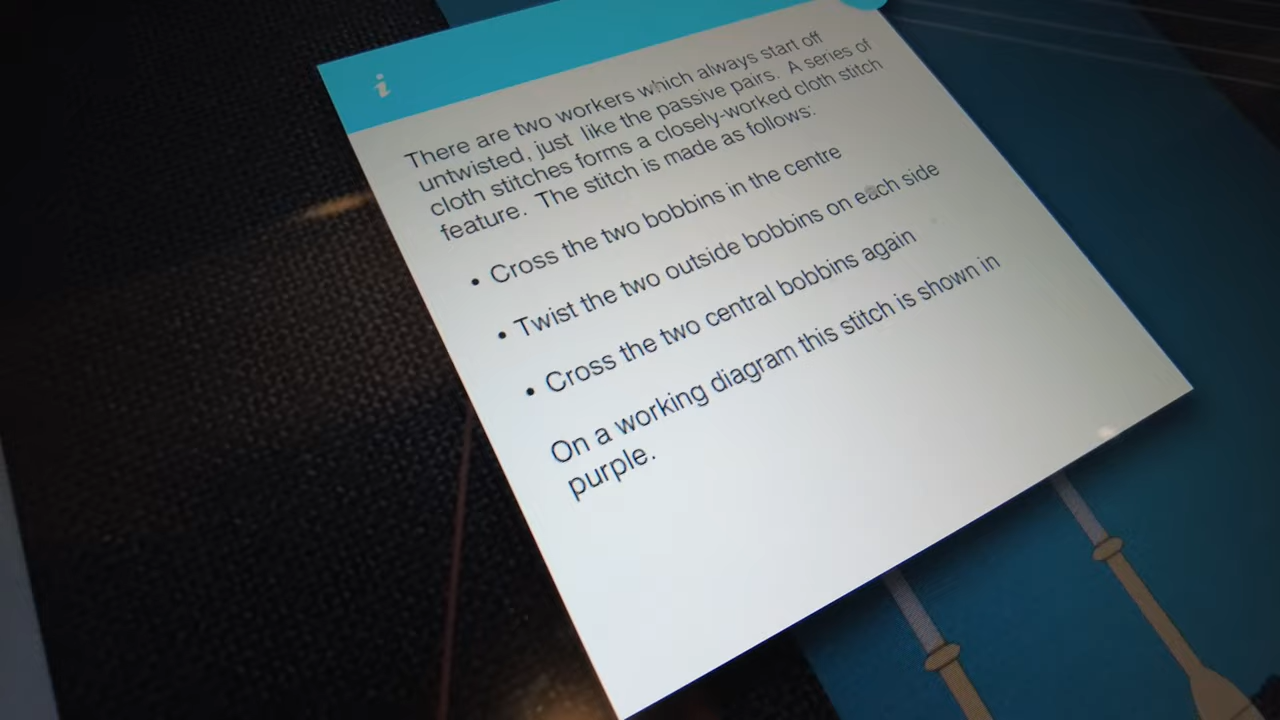 i
There are two workers which always start off
untwisted, just like the passive pairs. A series of
cloth stitches forms a closely-worked cloth stitch
feature. The stitch is made as follows:
• Cross the two bobbins in the centre
• Twist the two outside bobbins on each side
• Cross the two central bobbins again
On a working diagram this stitch is shown in
purple.